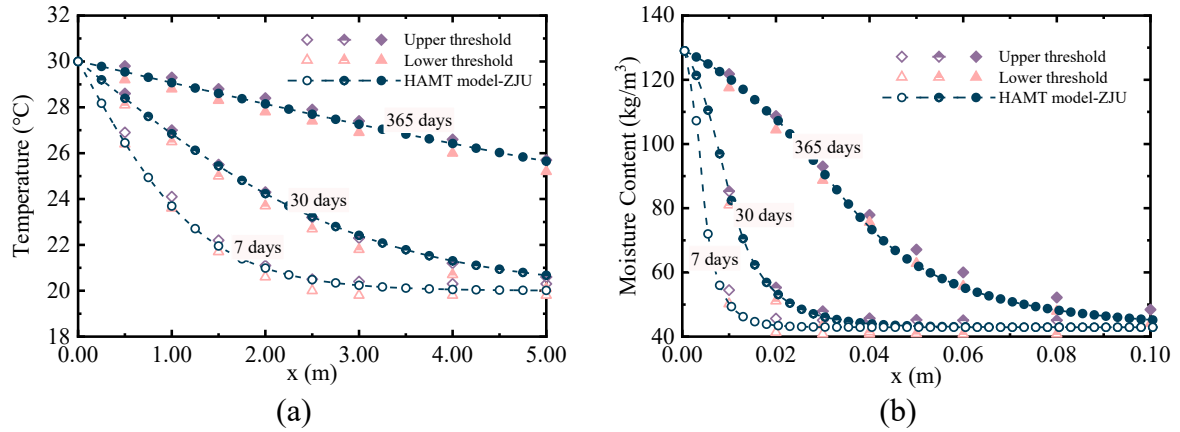 30
28
26
24
22
20
18
Temperature (℃)
Upper threshold
Lower threshold
HAMT model-ZJU
365 days
30 days
7 days
0.00 1.00 2.00 3.00 4.00 5.00
x (m)
(a)
140
120
100
80
60
40
Moisture Content (kg/m³)
Upper threshold
Lower threshold
HAMT model-ZJU
365 days
30 days
7 days
0.00 0.02 0.04 0.06 0.08 0.10
x (m)
(b)